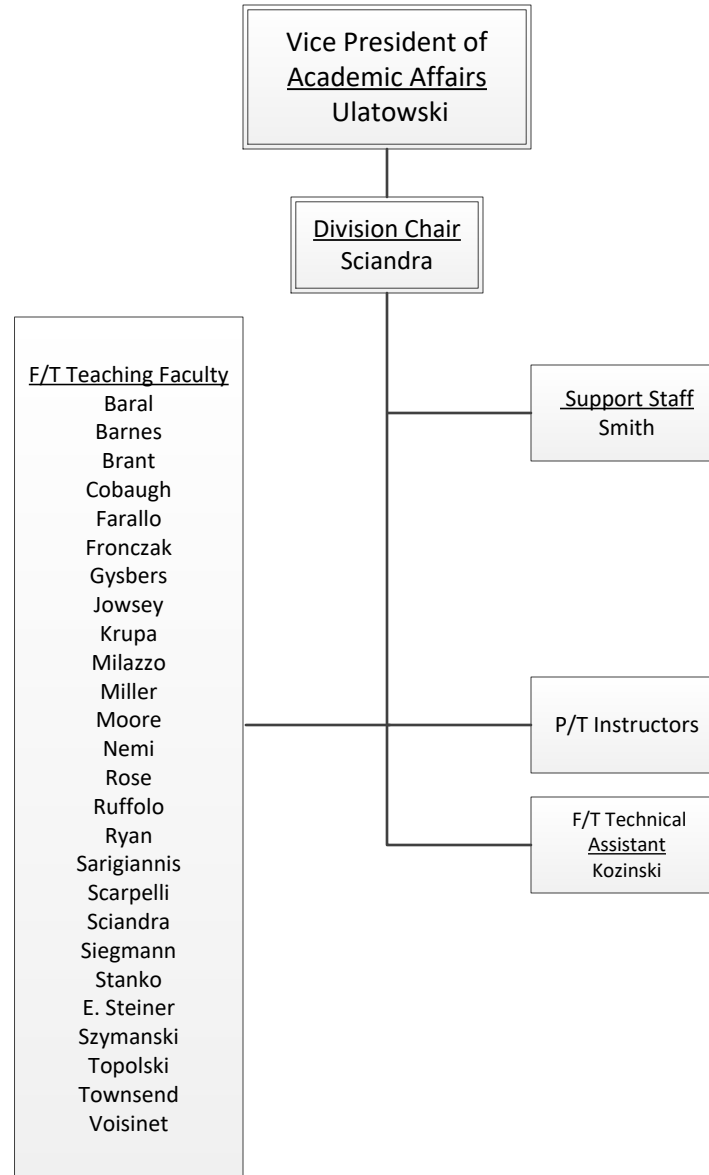 Vice President of
Academic Affairs
Ulatowski
Division Chair
Sciandra
F/T Teaching Faculty
Baral
Barnes
Brant
Cobaugh
Farallo
Fronczak
Gysbers
Jowsey
Krupa
Milazzo
Miller
Moore
Nemi
Rose
Ruffolo
Ryan
Sarigiannis
Scarpelli
Sciandra
Siegmann
Stanko
E. Steiner
Szymanski
Topolski
Townsend
Voisinet
Support Staff
Smith
P/T Instructors
F/T Technical
Assistant
Kozinski